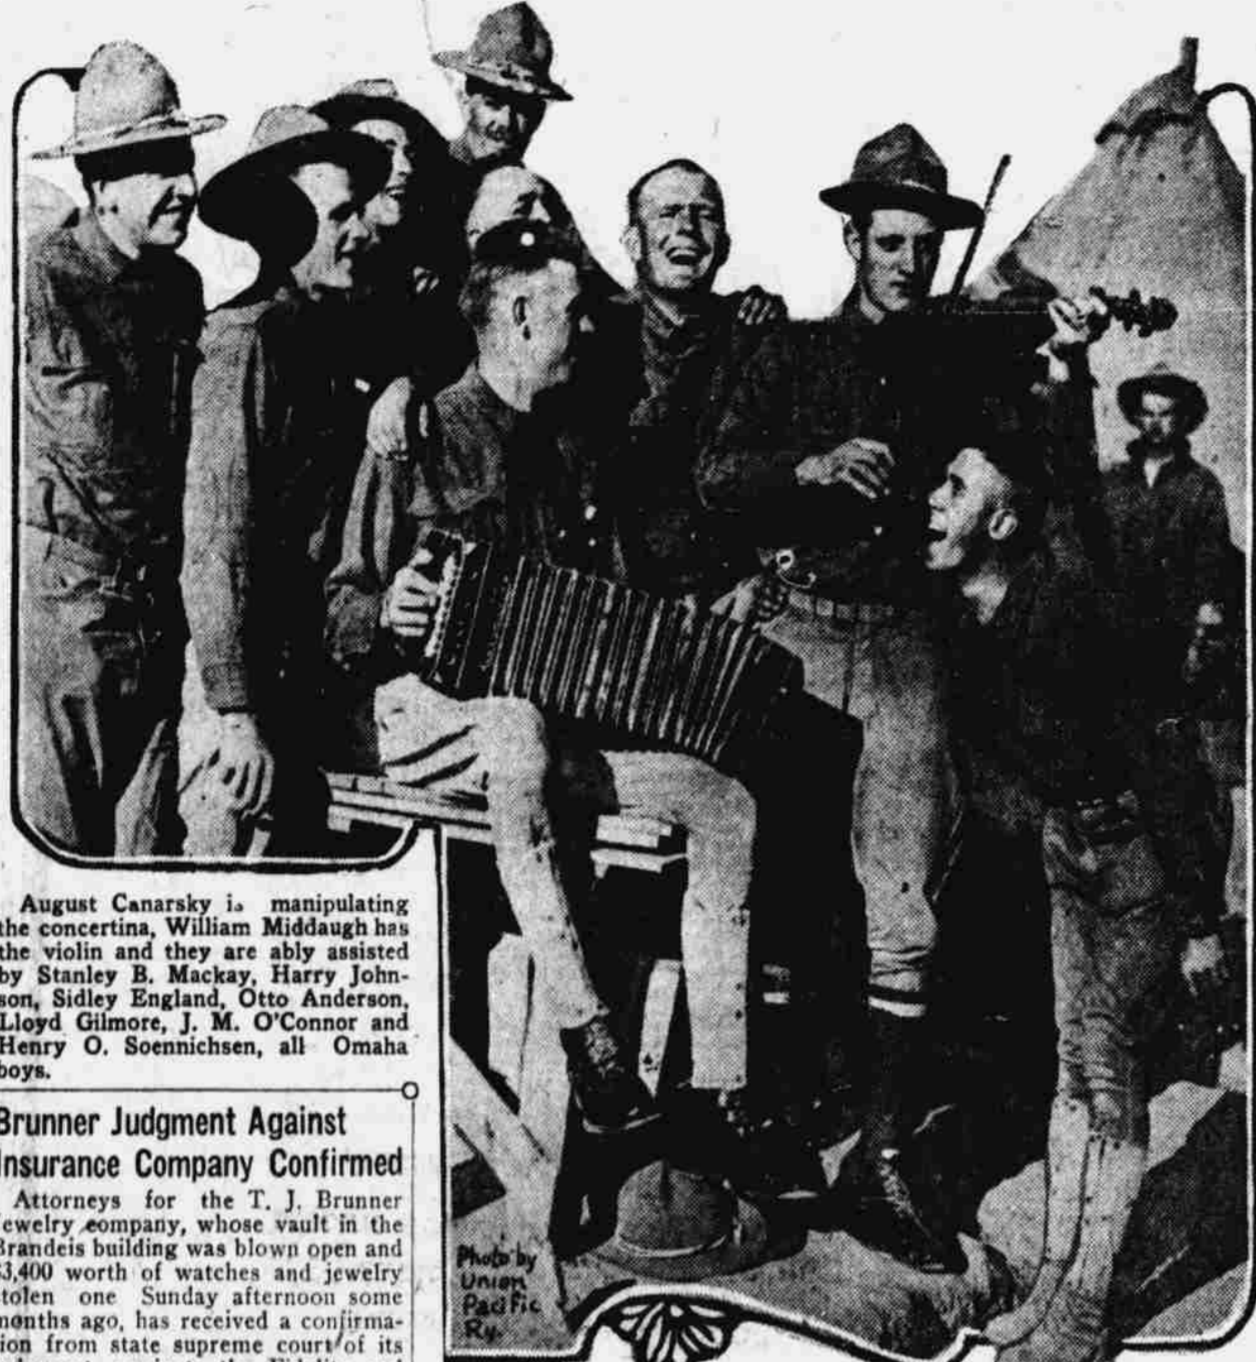 August Canarsky is manipulating
the concertina, William Middaugh has
the violin and they are ably assisted
by Stanley B. Mackay, Harry John-
son, Sidley England, Otto Anderson,
Lloyd Gilmore, J. M. O'Connor and
Henry O. Soennichsen, all Omaha
boys.
Brunner Judgment Against
Insurance Company Confirmed
Attorneys for the T. J. Brunner
ewelry company, whose vault in the
Brandeis building was blown open and
$3,400 worth of watches and jewelry
stolen one Sunday afternoon some
months ago, has received a confirma-
tion from state supreme court of its
Photo by
Union
Pacific
Ry.